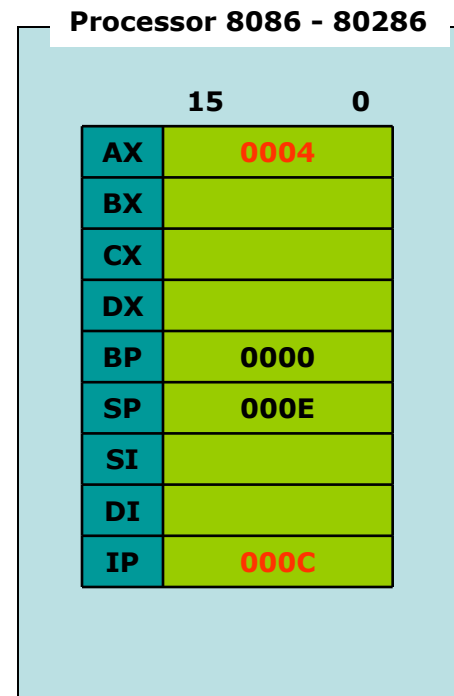 Processor 8086 - 80286
15 0
AX 0004
BX
CX
DX
BP 0000
SP 000E
SI
DI
IP 000C